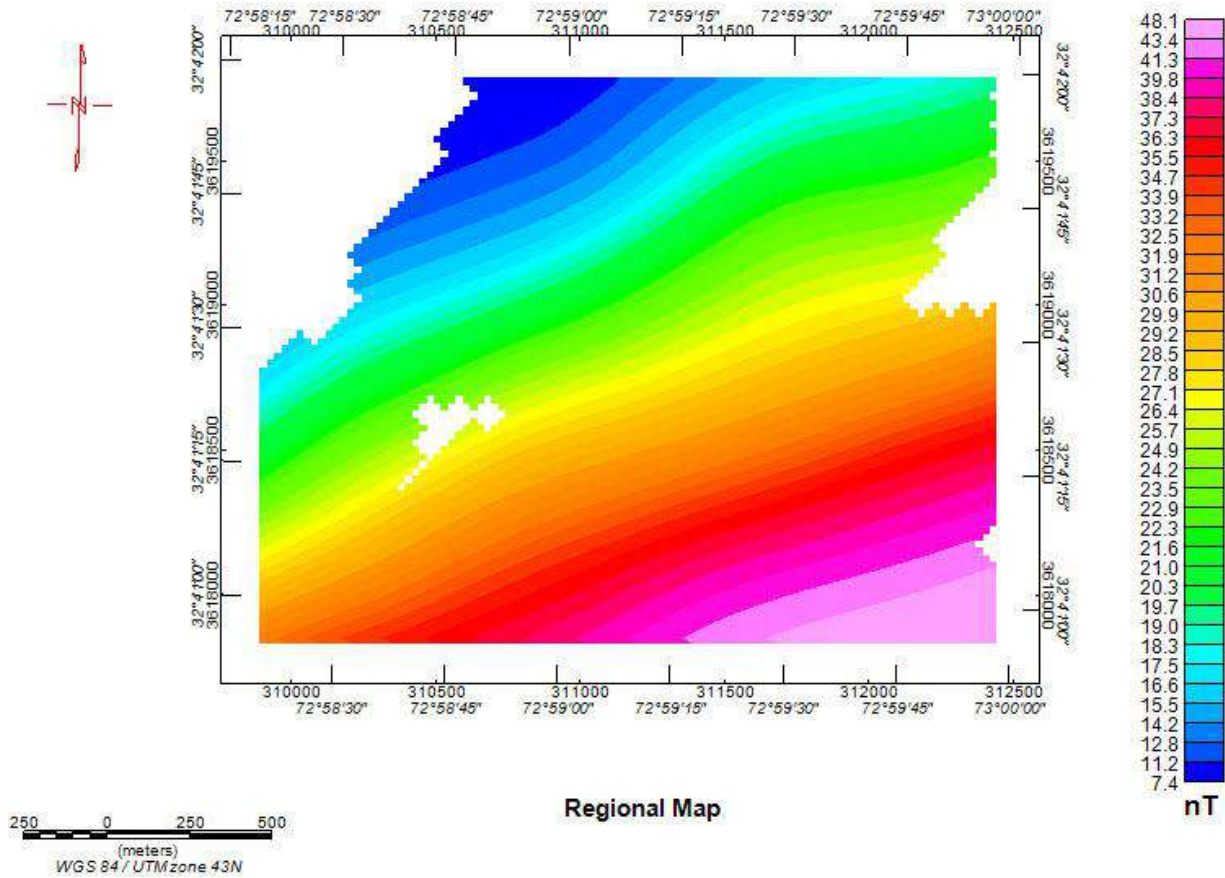 72°58'15" 72°58'30" 72°58'45" 72°59'00" 72°59'15" 72°59'30" 72°59'45" 73°00'00"
310000 310500 311000 311500 312000 312500
N
32°42'00" 32°41'45" 32°41'30" 32°41'15" 32°41'00"
3619500 3619000 3618500 3618000
32°42'00" 32°41'45" 32°41'30" 32°41'15" 32°41'00"
3619500 3619000 3618500 3618000
310000 310500 311000 311500 312000 312500
72°58'30" 72°58'45" 72°59'00" 72°59'15" 72°59'30" 72°59'45" 73°00'00"
48.1
43.4
41.3
39.8
38.4
37.3
36.3
35.5
34.7
33.9
33.2
32.5
31.9
31.2
30.6
29.9
29.2
28.5
27.8
27.1
26.4
25.7
24.9
24.2
23.5
22.9
22.3
21.6
21.0
20.3
19.7
19.0
18.3
17.5
16.6
15.5
14.2
12.8
11.2
7.4
nT
Regional Map
250 0 250 500
(meters)
WGS 84 / UTM zone 43N